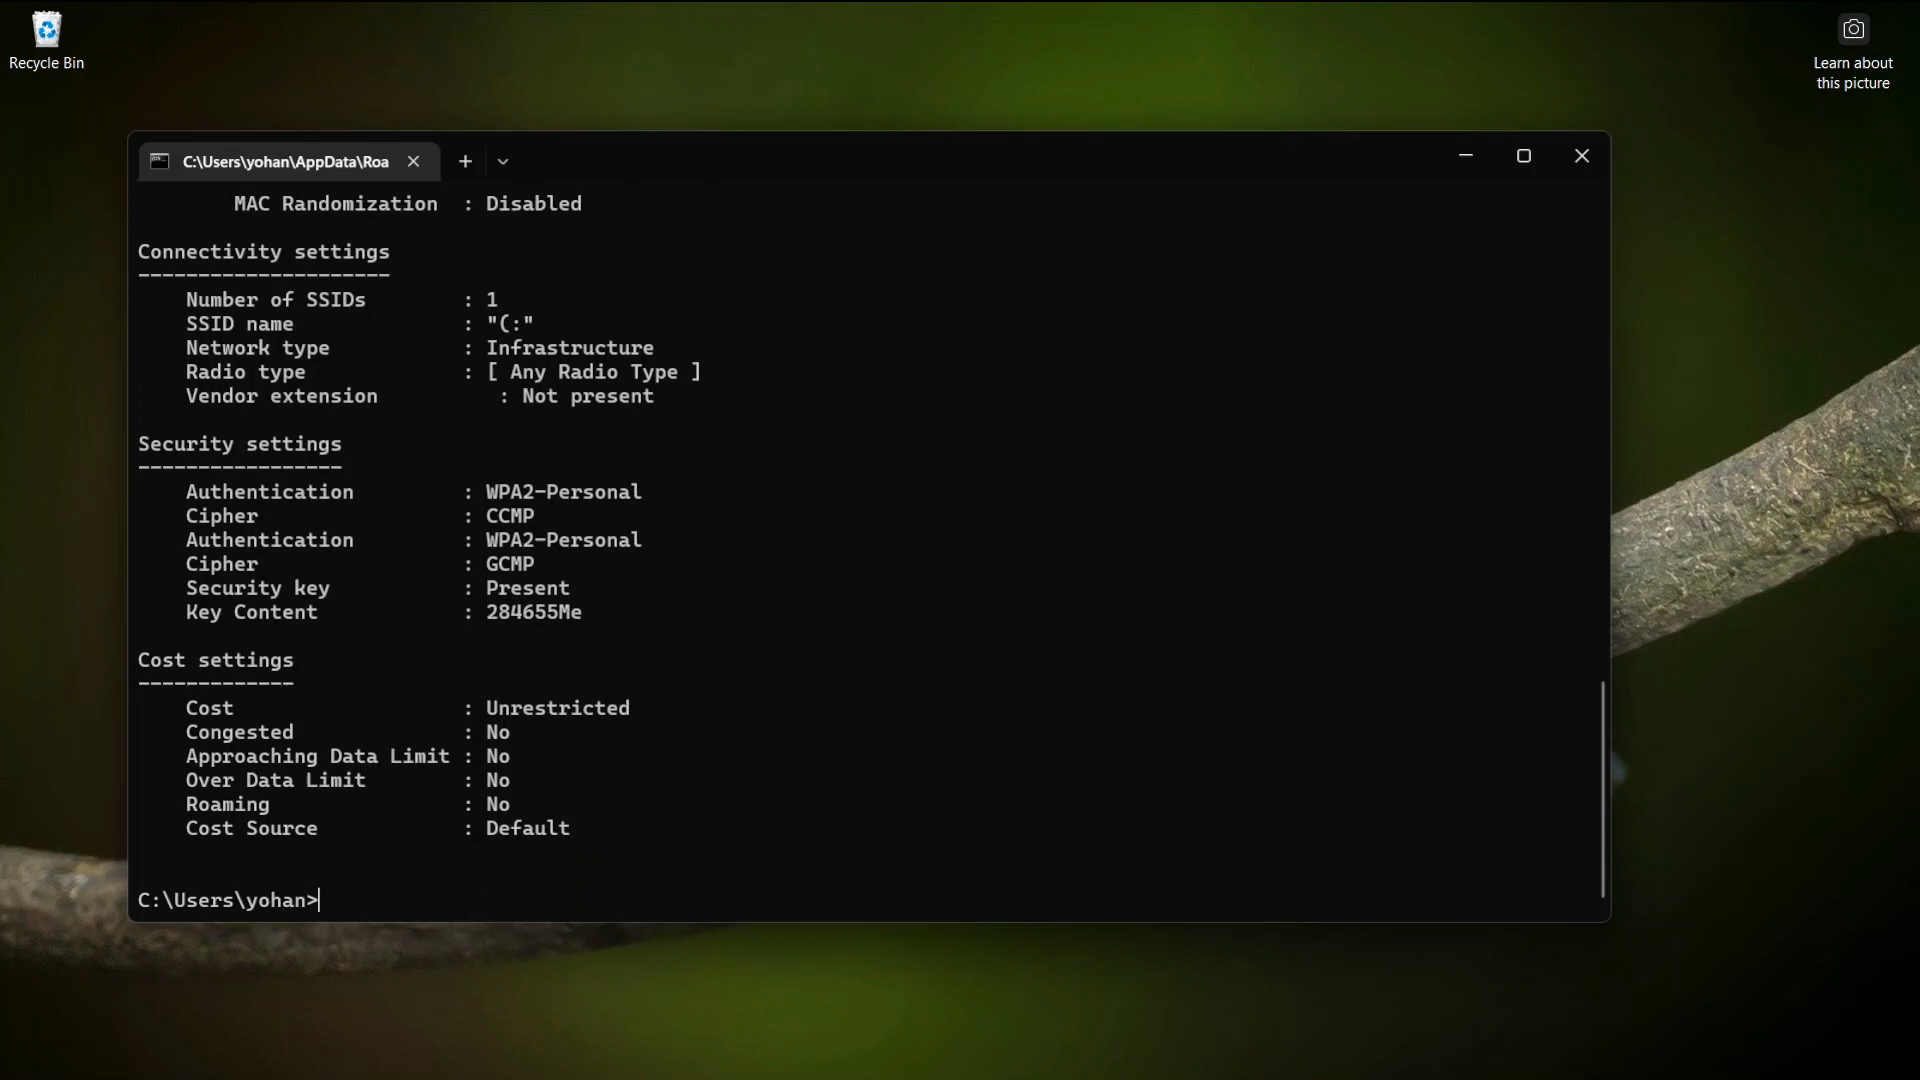 Recycle Bin
Learn about
this picture
C:\Users\yohan\AppData\Roa
MAC Randomization : Disabled
Connectivity settings
---------------------
Number of SSIDs : 1
SSID name : "(:"
Network type : Infrastructure
Radio type : [ Any Radio Type ]
Vendor extension : Not present
Security settings
-----------------
Authentication : WPA2-Personal
Cipher : CCMP
Authentication : WPA2-Personal
Cipher : GCMP
Security key : Present
Key Content : 284655Me
Cost settings
-------------
Cost : Unrestricted
Congested : No
Approaching Data Limit : No
Over Data Limit : No
Roaming : No
Cost Source : Default
C:\Users\yohan>